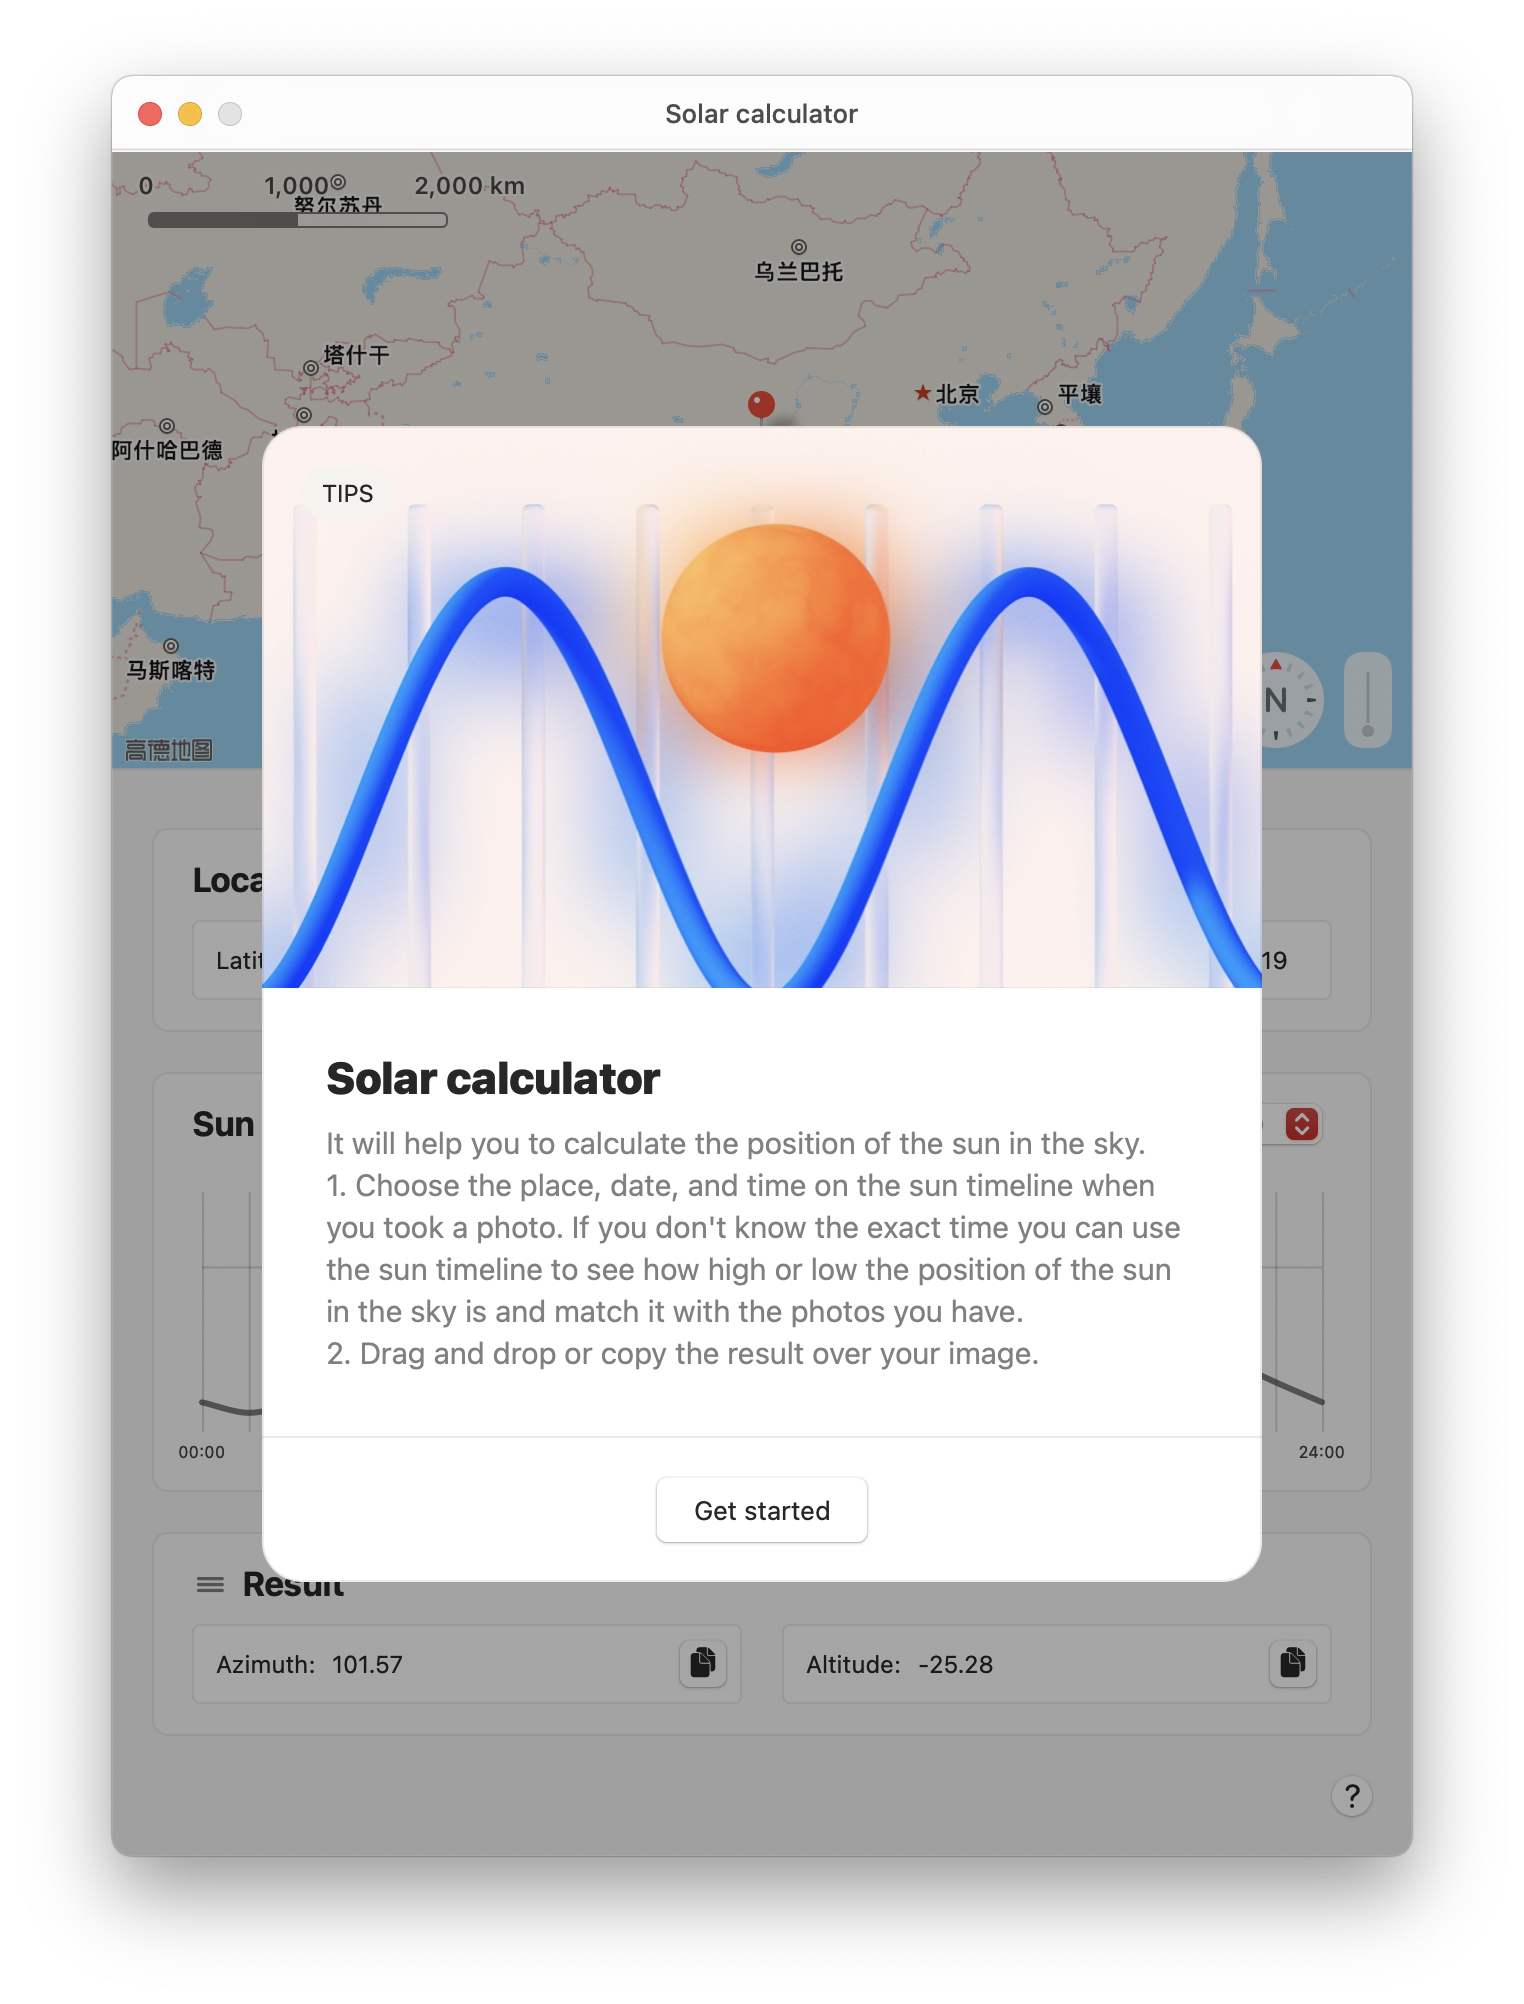 Solar calculator
0 1,000 2,000 km
努尔苏丹
乌兰巴托
塔什干
北京
平壤
阿什哈巴德
TIPS
马斯喀特
N
高德地图
19
Solar calculator
It will help you to calculate the position of the sun in the sky.
1. Choose the place, date, and time on the sun timeline when
you took a photo. If you don't know the exact time you can use
the sun timeline to see how high or low the position of the sun
in the sky is and match it with the photos you have.
2. Drag and drop or copy the result over your image.
Sun
00:00
24:00
Get started
Result
Azimuth: 101.57
Altitude: -25.28
?